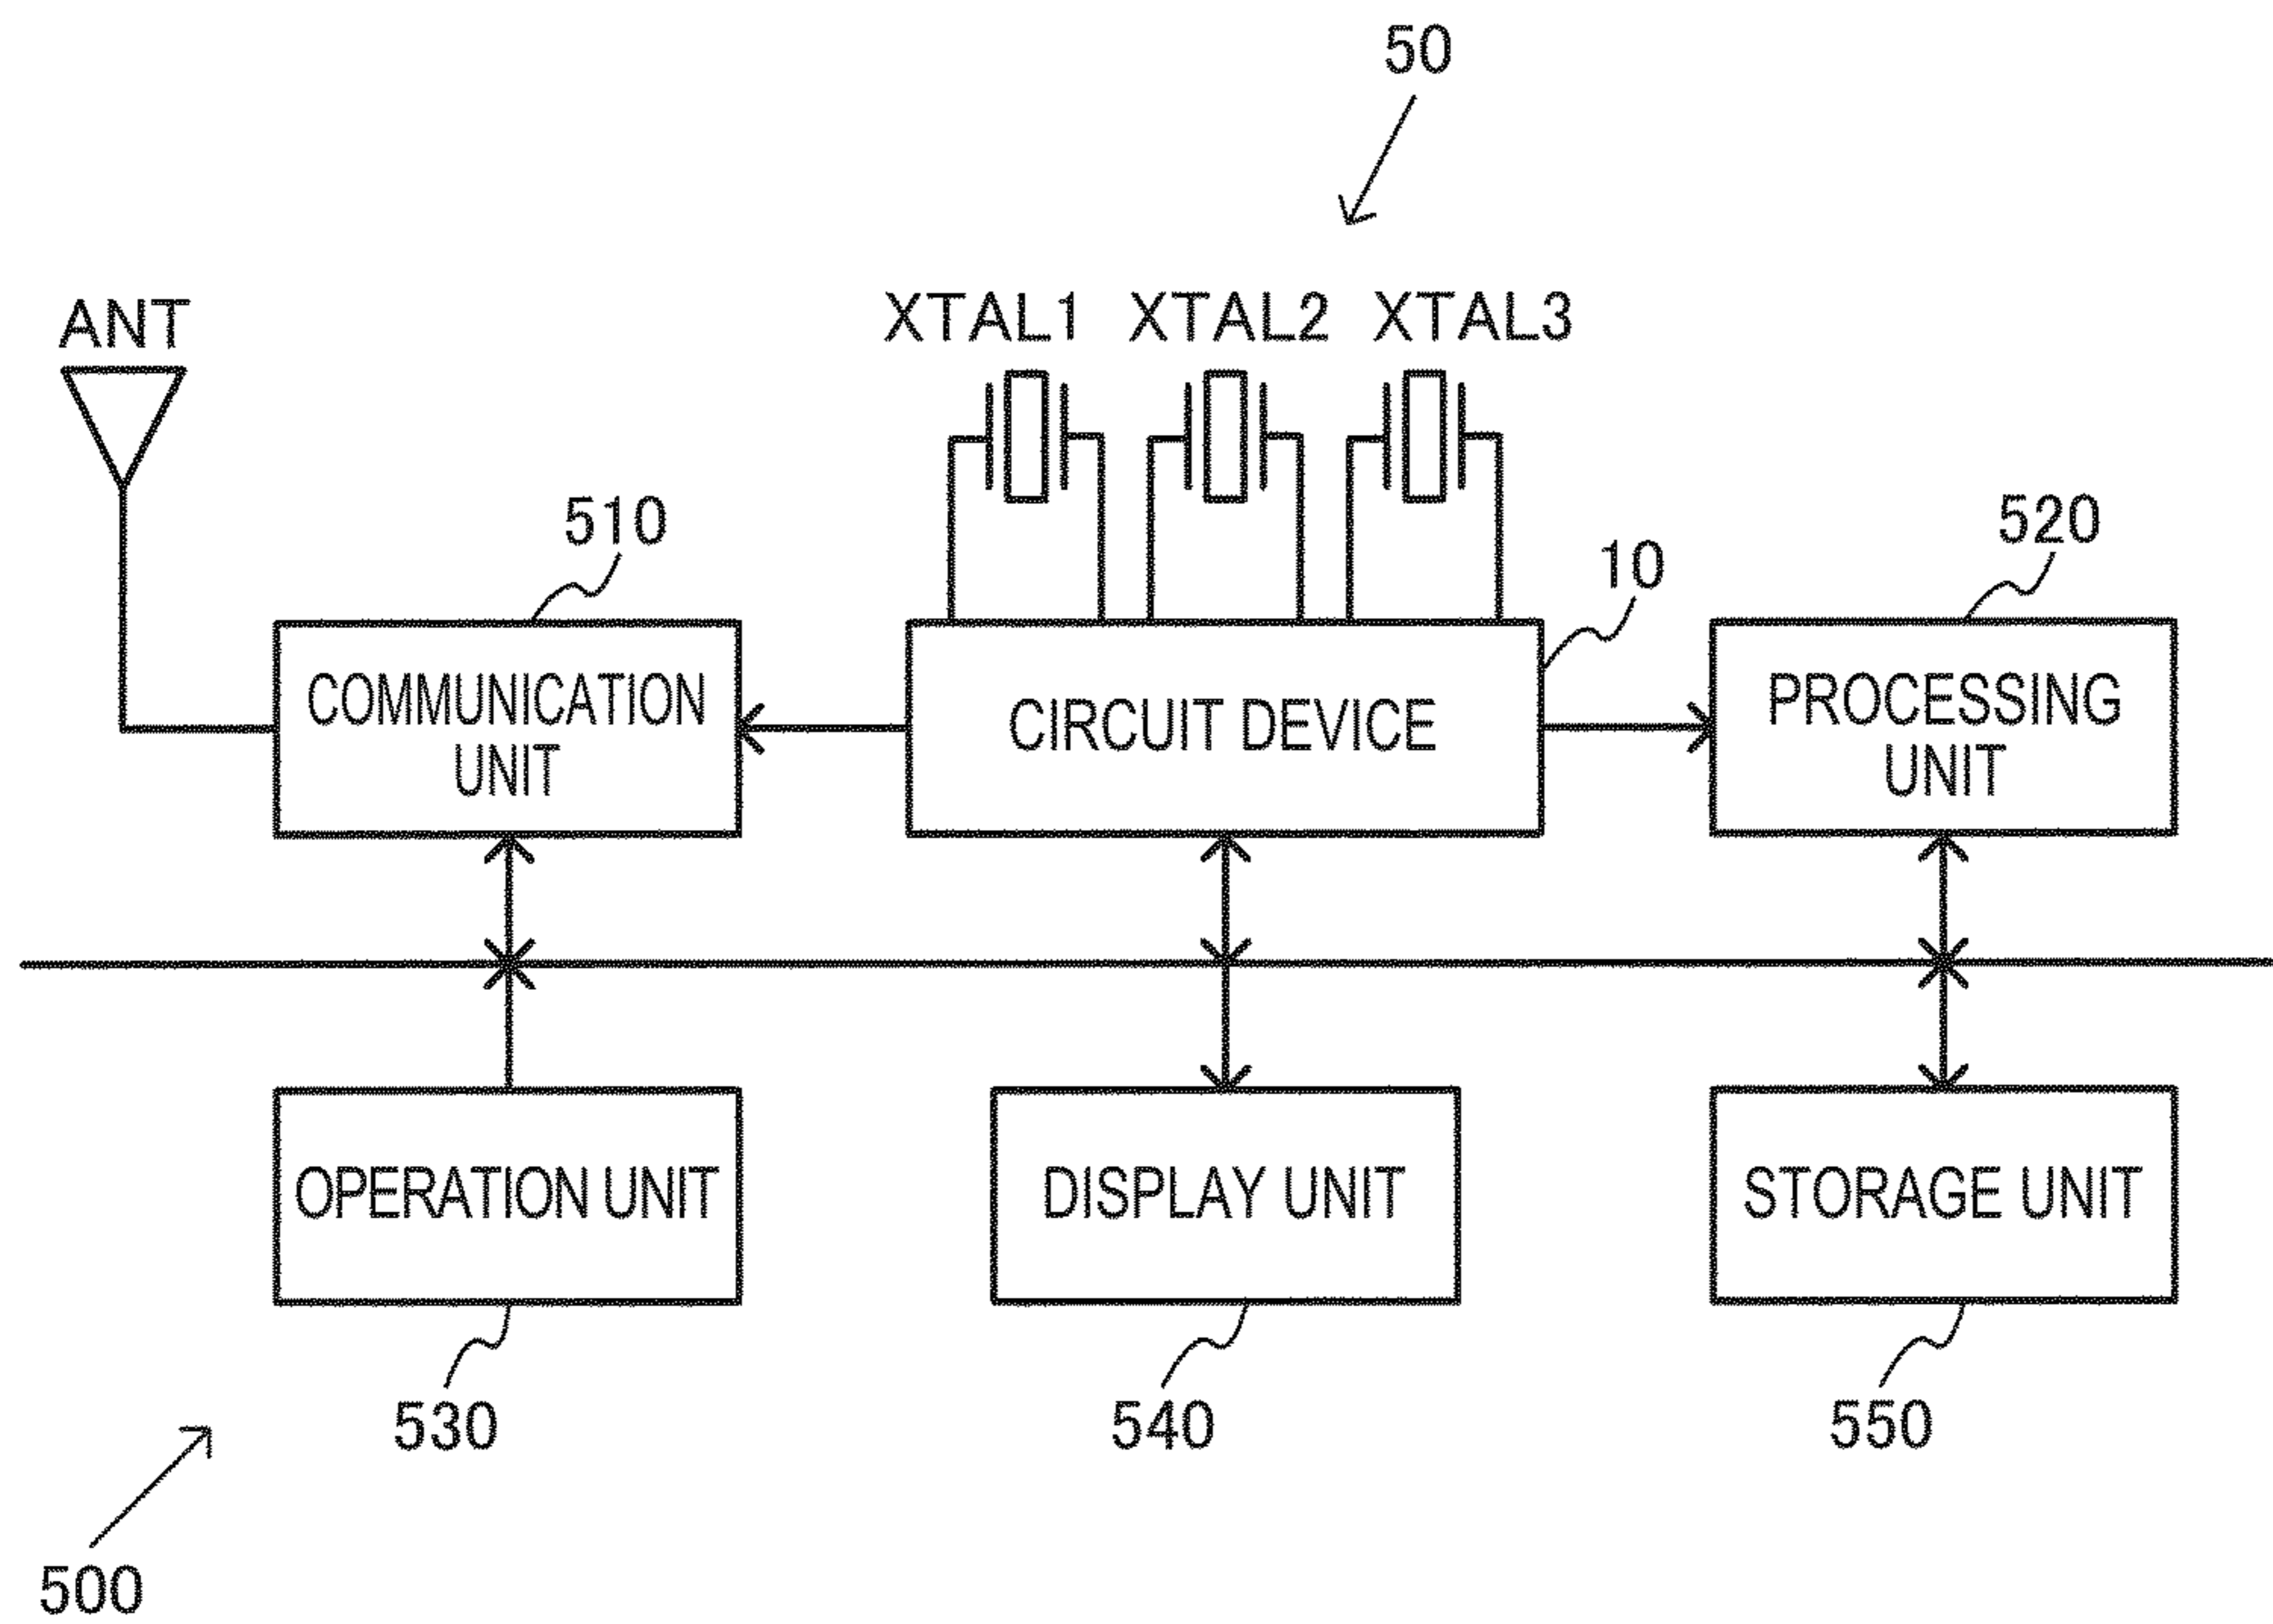 50
ANT
XTAL1 XTAL2 XTAL3
510
10
520
COMMUNICATION
UNIT
CIRCUIT DEVICE
PROCESSING
UNIT
OPERATION UNIT
DISPLAY UNIT
STORAGE UNIT
530
540
550
500